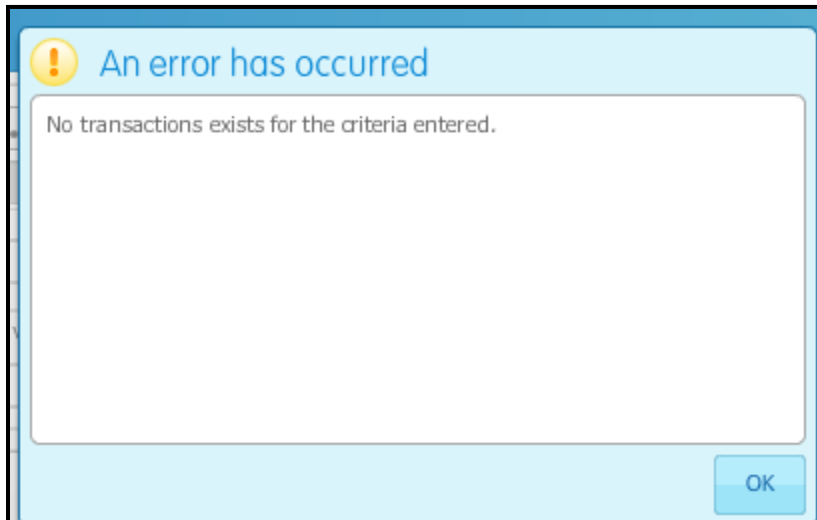 An error has occurred
No transactions exists for the criteria entered.
OK